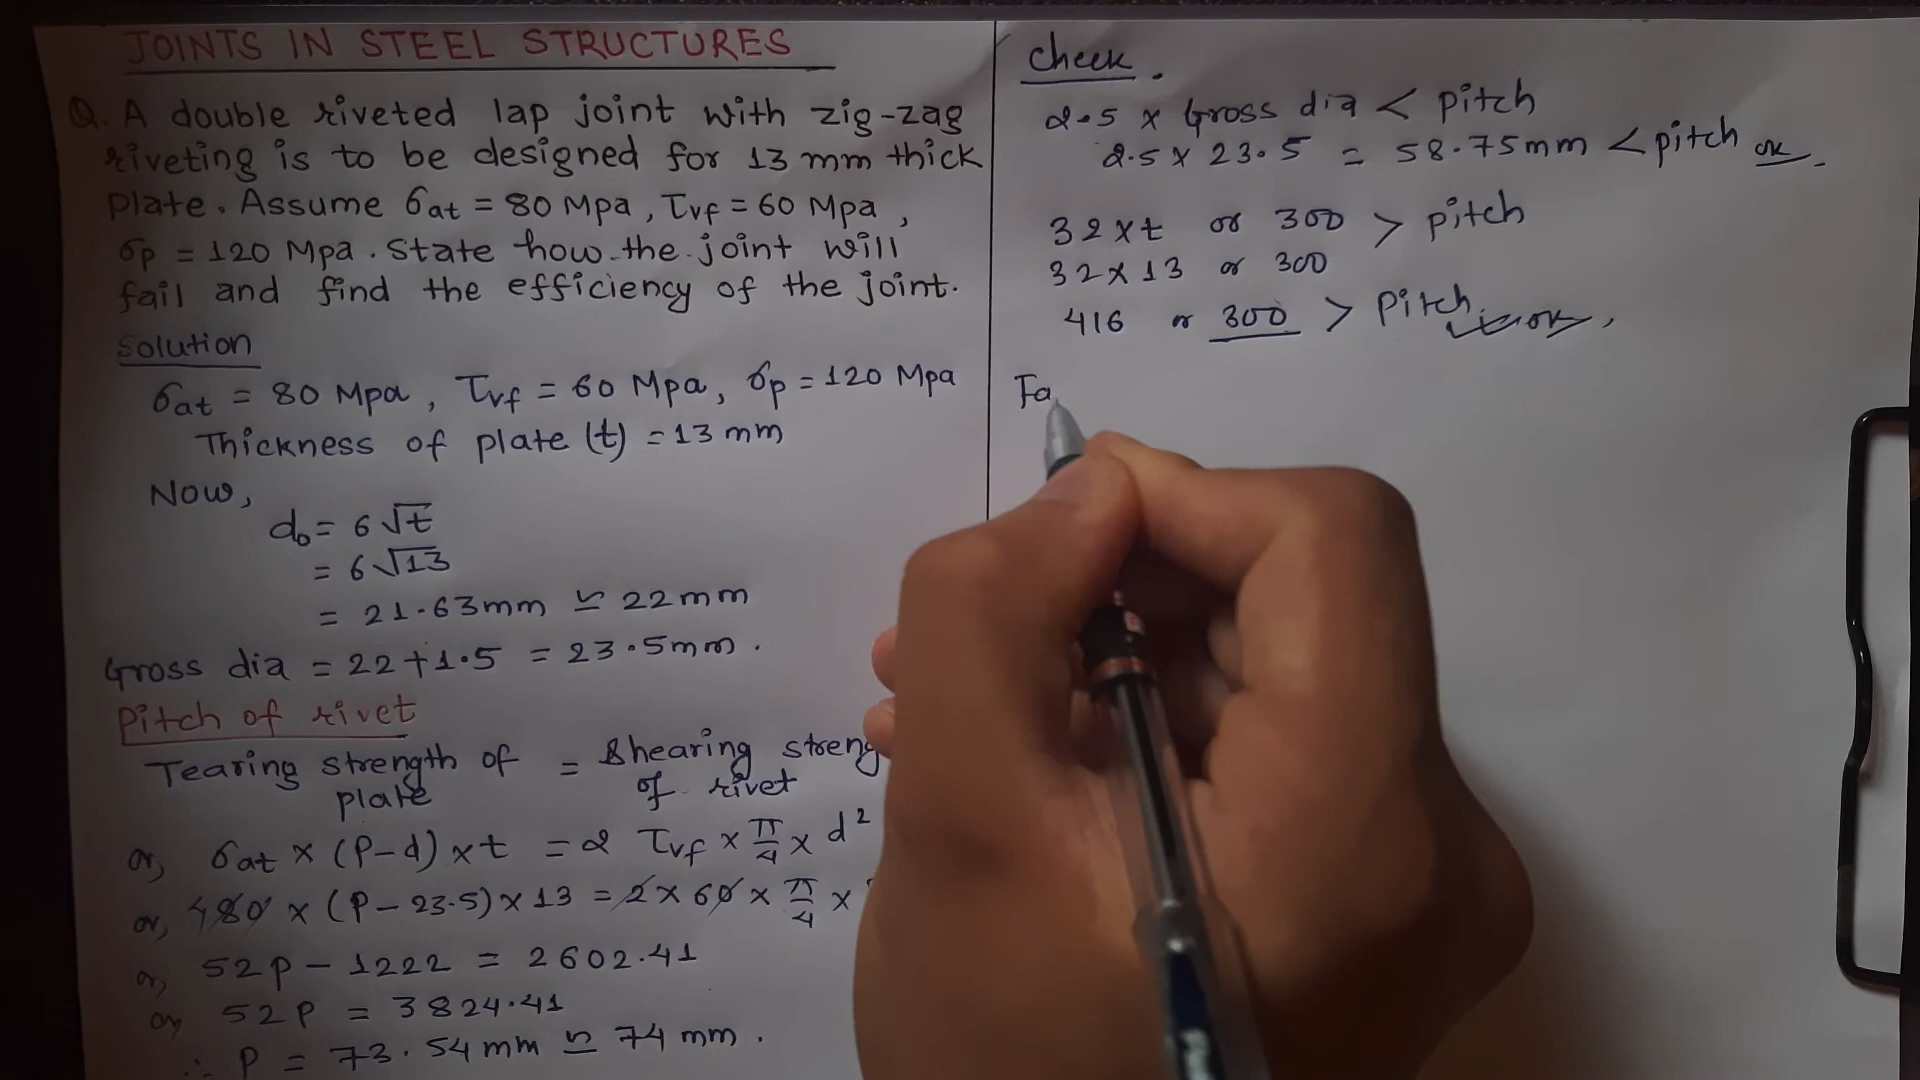 JOINTS IN STEEL STRUCTURES
Q. A double riveted lap joint with zig-zag
riveting is to be designed for 13 mm thick
plate. Assume σat = 80 Mpa, τvf = 60 Mpa,
σp = 120 Mpa. State how the joint will
fail and find the efficiency of the joint.
Solution
σat = 80 Mpa, τvf = 60 Mpa, σp = 120 Mpa
Thickness of plate (t) = 13 mm
Now,
do = 6√t
= 6√13
= 21.63mm ≃ 22mm
Gross dia = 22+1.5 = 23.5mm.
Pitch of rivet
Tearing strength of = Shearing streng
plate of rivet
or, σat × (P-d) × t = 2 τvf × π/4 × d²
or, 480 × (P-23.5) × 13 = 2 × 60 × π/4 ×
or, 52p - 1222 = 2602.41
or, 52P = 3824.41
∴ P = 73.54mm ≃ 74 mm.
Check.
2.5 × Gross dia < pitch
2.5 × 23.5 = 58.75mm < pitch ok.
32×t or 300 > pitch
32×13 or 300
416 or 300 > Pitch ok,
Fa